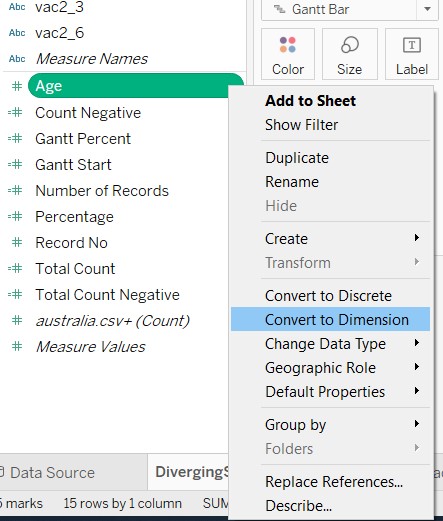 Abc vac2_3
Abc vac2_6
Abc Measure Names
# Age
=# Count Negative
=# Gantt Percent
=# Gantt Start
=# Number of Records
=# Percentage
# Record No
=# Total Count
=# Total Count Negative
# australia.csv+ (Count)
# Measure Values
Gantt Bar
Color
Size
T
Label
Add to Sheet
Show Filter
Duplicate
Rename
Hide
Create
Transform
Convert to Discrete
Convert to Dimension
Change Data Type
Geographic Role
Default Properties
Group by
Folders
Replace References...
Describe...
Data Source
DivergingS
5 marks
15 rows by 1 column
SUM